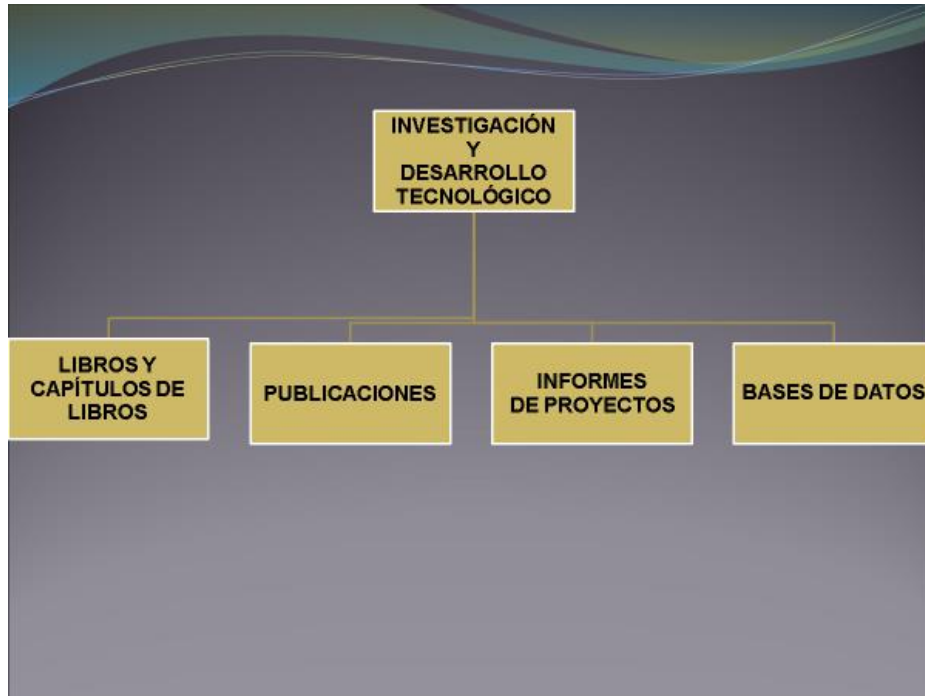 INVESTIGACIÓN
Y
DESARROLLO
TECNOLÓGICO
LIBROS Y
CAPÍTULOS DE
LIBROS
PUBLICACIONES
INFORMES
DE PROYECTOS
BASES DE DATOS